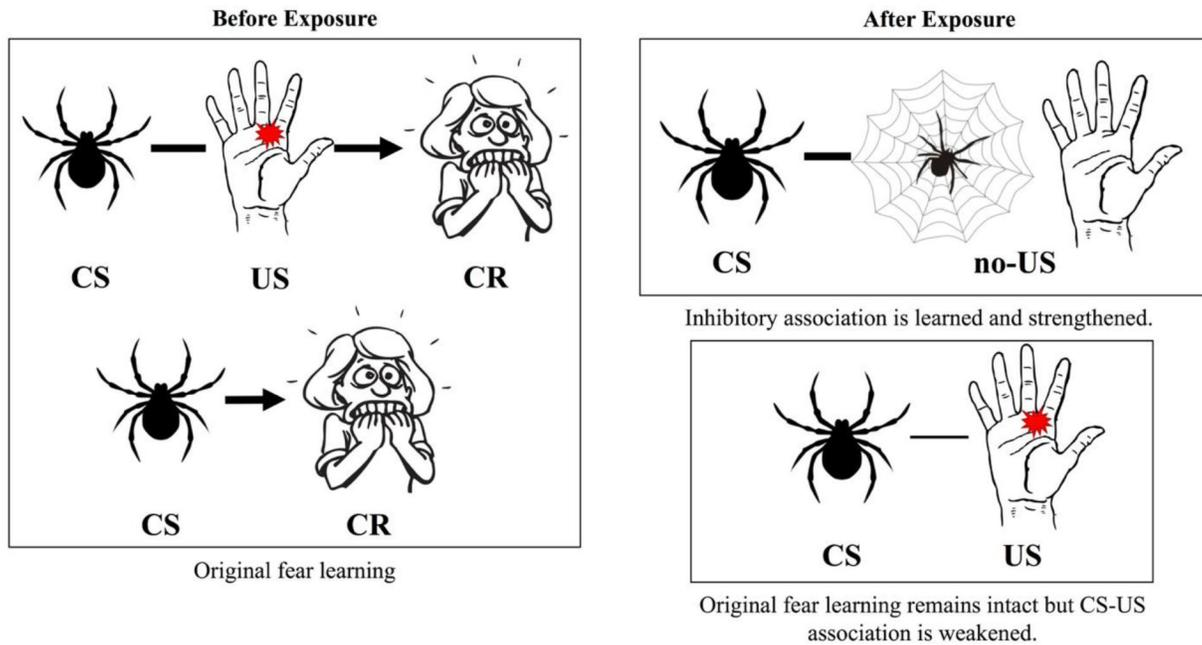 Before Exposure
CS
US
CR
CS
CR
Original fear learning
After Exposure
CS
no-US
Inhibitory association is learned and strengthened.
CS
US
Original fear learning remains intact but CS-US
association is weakened.